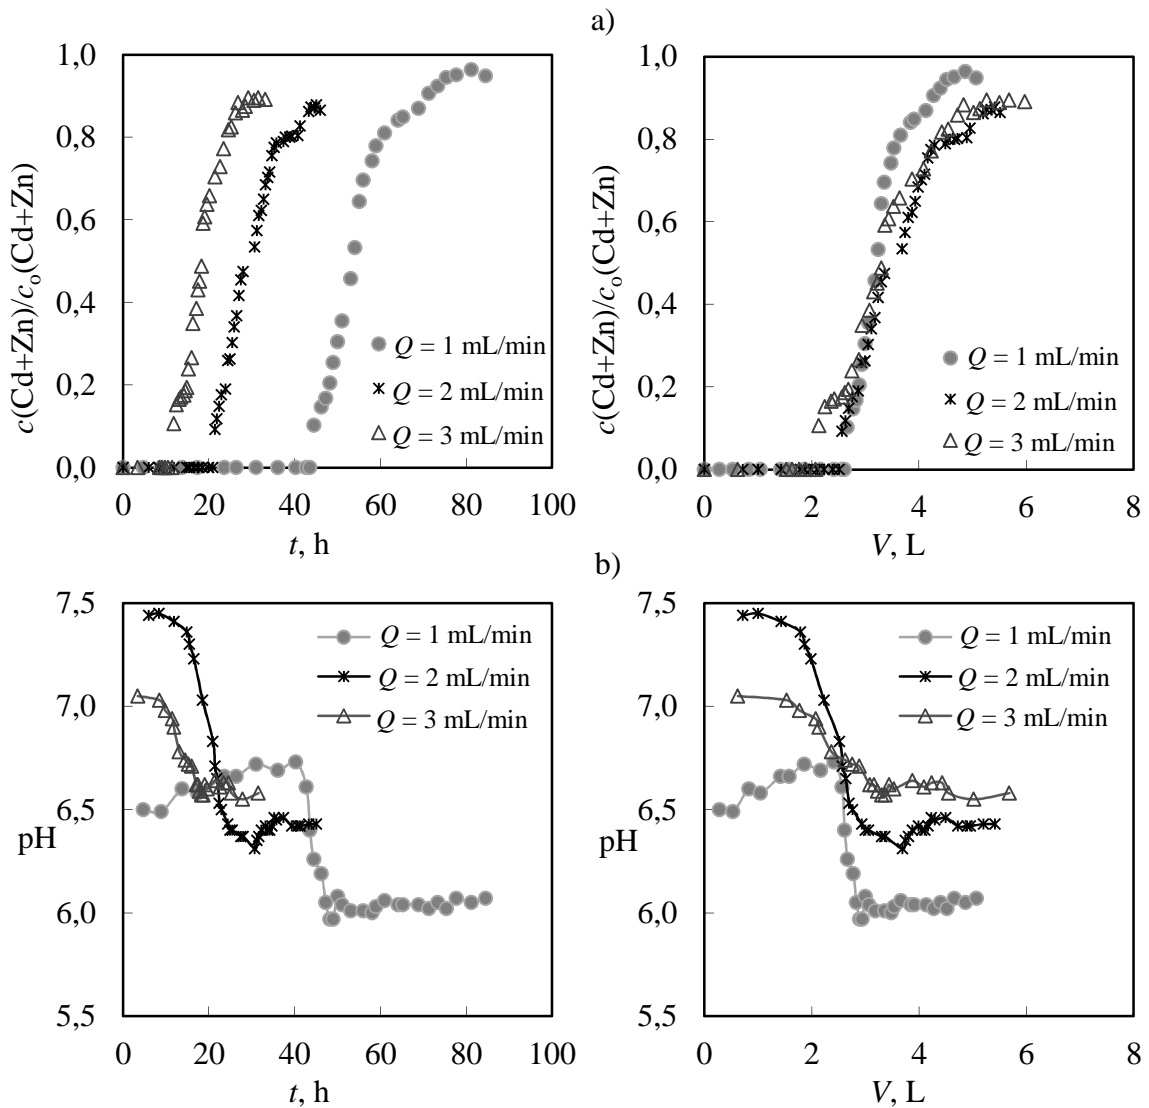 a)
1,0
0,8
0,6
0,4
0,2
0,0
c(Cd+Zn)/cₒ(Cd+Zn)
Q = 1 mL/min
Q = 2 mL/min
Q = 3 mL/min
0 20 40 60 80 100
t, h
1,0
0,8
0,6
0,4
0,2
0,0
c(Cd+Zn)/cₒ(Cd+Zn)
Q = 1 mL/min
Q = 2 mL/min
Q = 3 mL/min
0 2 4 6 8
V, L
b)
7,5
7,0
6,5
6,0
5,5
pH
Q = 1 mL/min
Q = 2 mL/min
Q = 3 mL/min
0 20 40 60 80 100
t, h
7,5
7,0
6,5
6,0
5,5
pH
Q = 1 mL/min
Q = 2 mL/min
Q = 3 mL/min
0 2 4 6 8
V, L